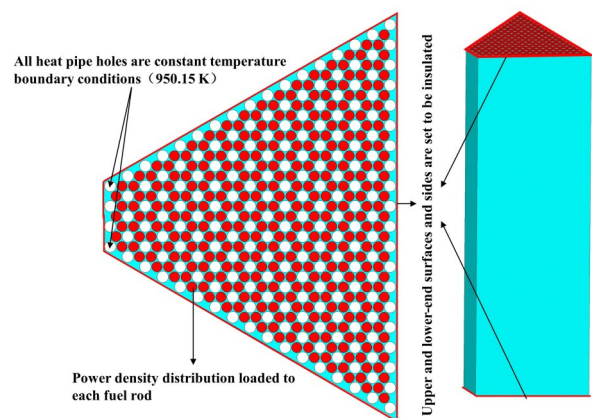 All heat pipe holes are constant temperature
boundary conditions（950.15 K）
Power density distribution loaded to
each fuel rod
Upper and lower-end surfaces and sides are set to be insulated